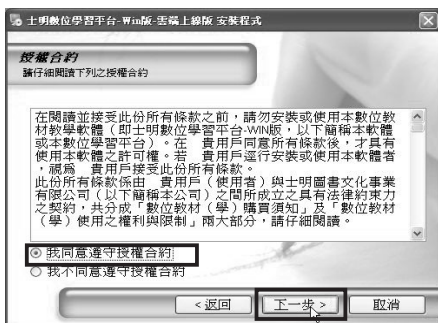 士明數位學習平台-Win版-雲端上線版 安裝程式
授權合約
請仔細閱讀下列之授權合約
在閱讀並接受此份所有條款之前，請勿安裝或使用本數位教
材教學軟體（即士明數位學習平台-WIN版，以下簡稱本軟體
或本數位學習平台）。在　貴用戶同意所有條款後，才具有
使用本軟體之許可權。若　貴用戶逕行安裝或使用本軟體者
，視為　貴用戶接受此份所有條款。
此份所有條款係由　貴用戶（使用者）與士明圖書文化事業
有限公司（以下簡稱本公司）之間所成立之具有法律約束力
之契約，共分成「數位教材（學）購買須知」及「數位教材
（學）使用之權利與限制」兩大部分，請仔細閱讀。
我同意遵守授權合約
我不同意遵守授權合約
< 返回
下一步 >
取消